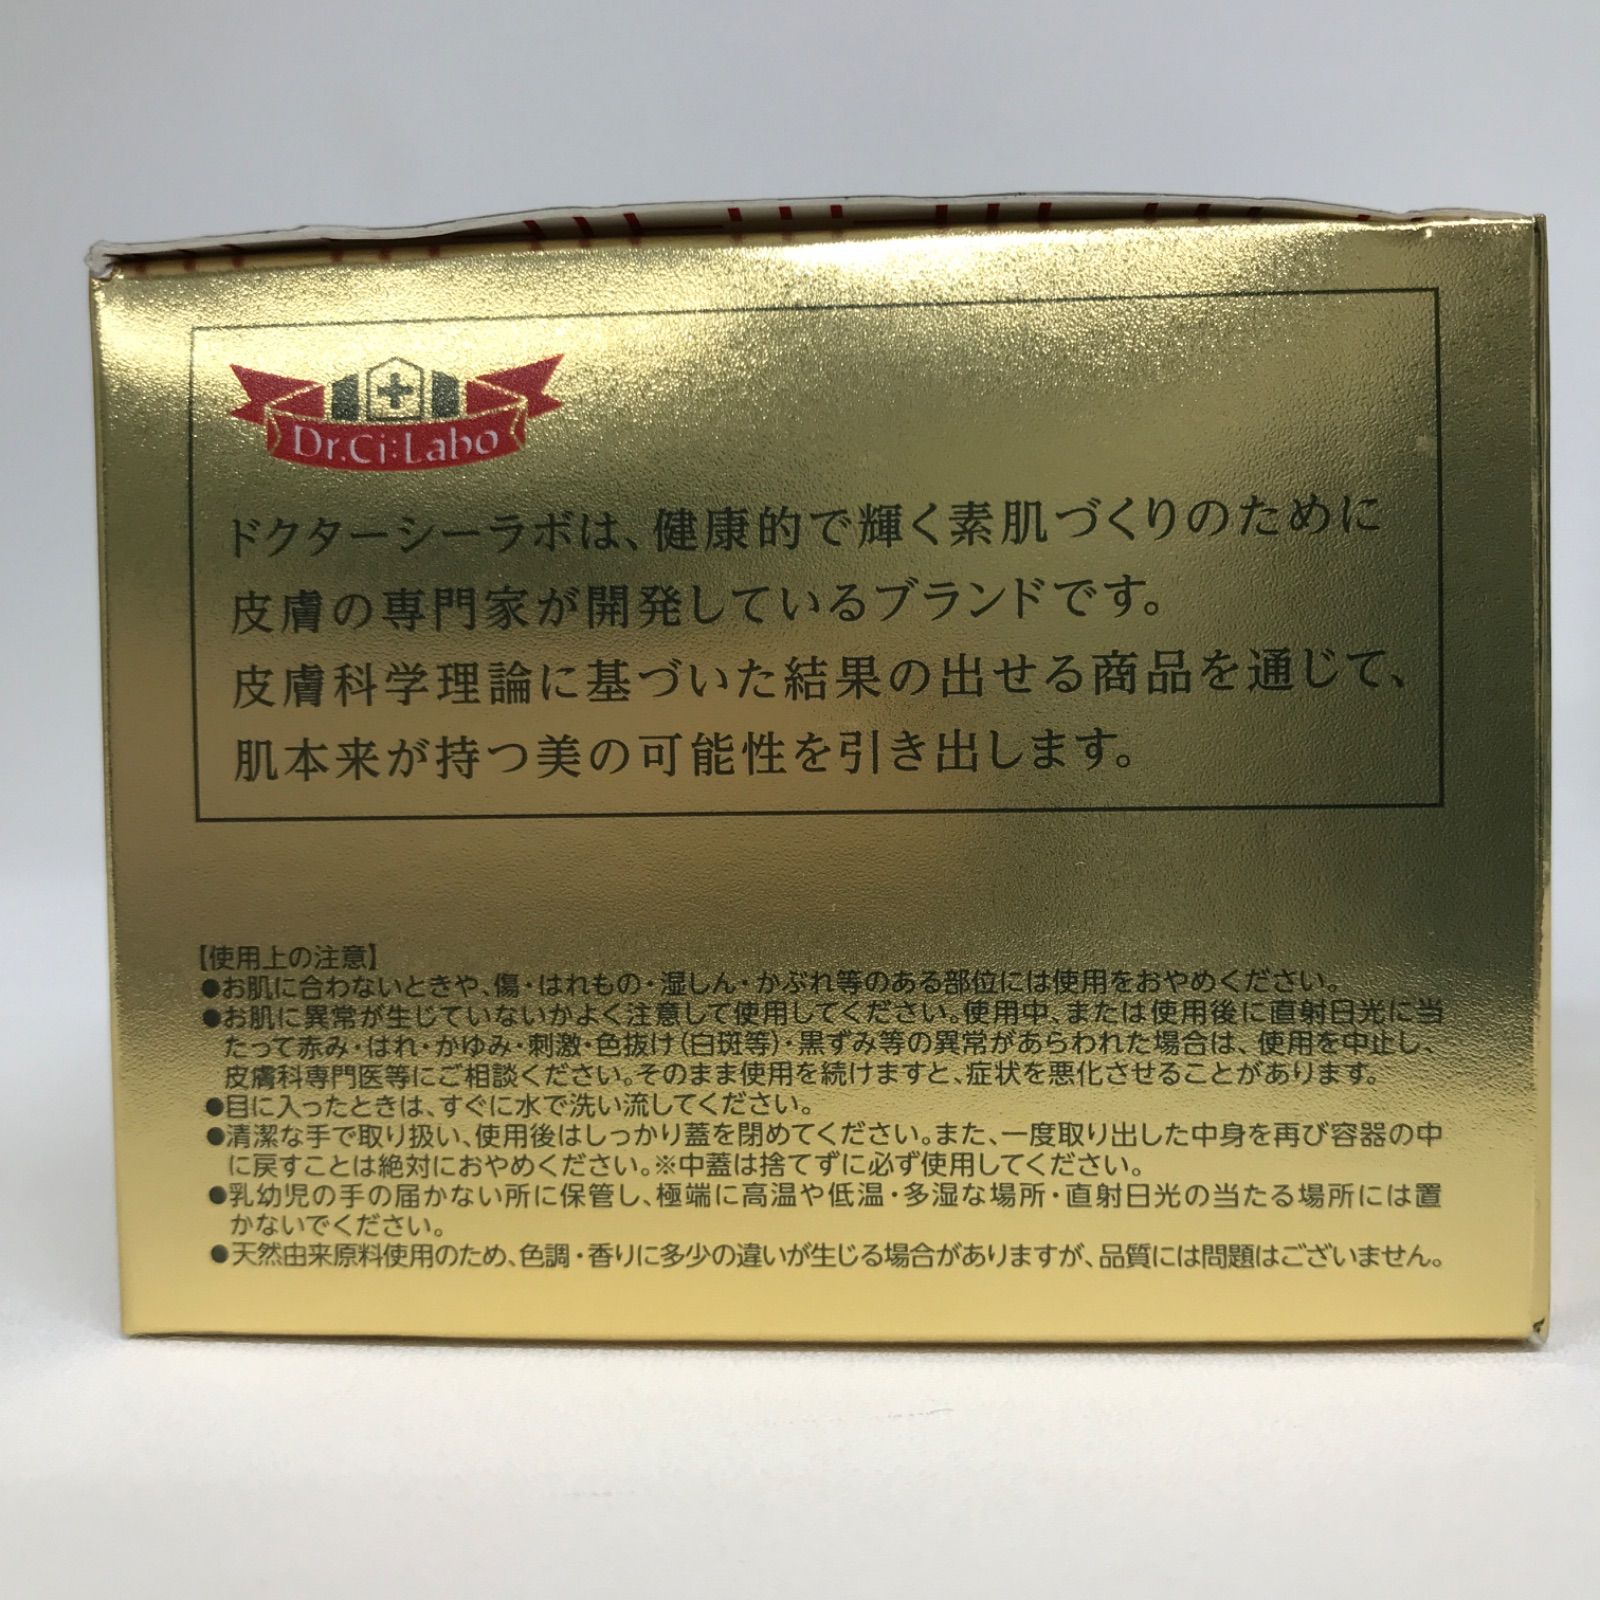 Dr.Ci:Labo
ドクターシーラボは、健康的で輝く素肌づくりのために
皮膚の専門家が開発しているブランドです。
皮膚科学理論に基づいた結果の出せる商品を通じて、
肌本来が持つ美の可能性を引き出します。
【使用上の注意】
●お肌に合わないときや、傷・はれもの・湿しん・かぶれ等のある部位には使用をおやめください。
●お肌に異常が生じていないかよく注意して使用してください。使用中、または使用後に直射日光に当
たって赤み・はれ・かゆみ・刺激・色抜け(白斑等)・黒ずみ等の異常があらわれた場合は、使用を中止し、
皮膚科専門医等にご相談ください。そのまま使用を続けますと、症状を悪化させることがあります。
●目に入ったときは、すぐに水で洗い流してください。
●清潔な手で取り扱い、使用後はしっかり蓋を閉めてください。また、一度取り出した中身を再び容器の中
に戻すことは絶対におやめください。※中蓋は捨てずに必ず使用してください。
●乳幼児の手の届かない所に保管し、極端に高温や低温・多湿な場所・直射日光の当たる場所には置
かないでください。
●天然由来原料使用のため、色調・香りに多少の違いが生じる場合がありますが、品質には問題はございません。